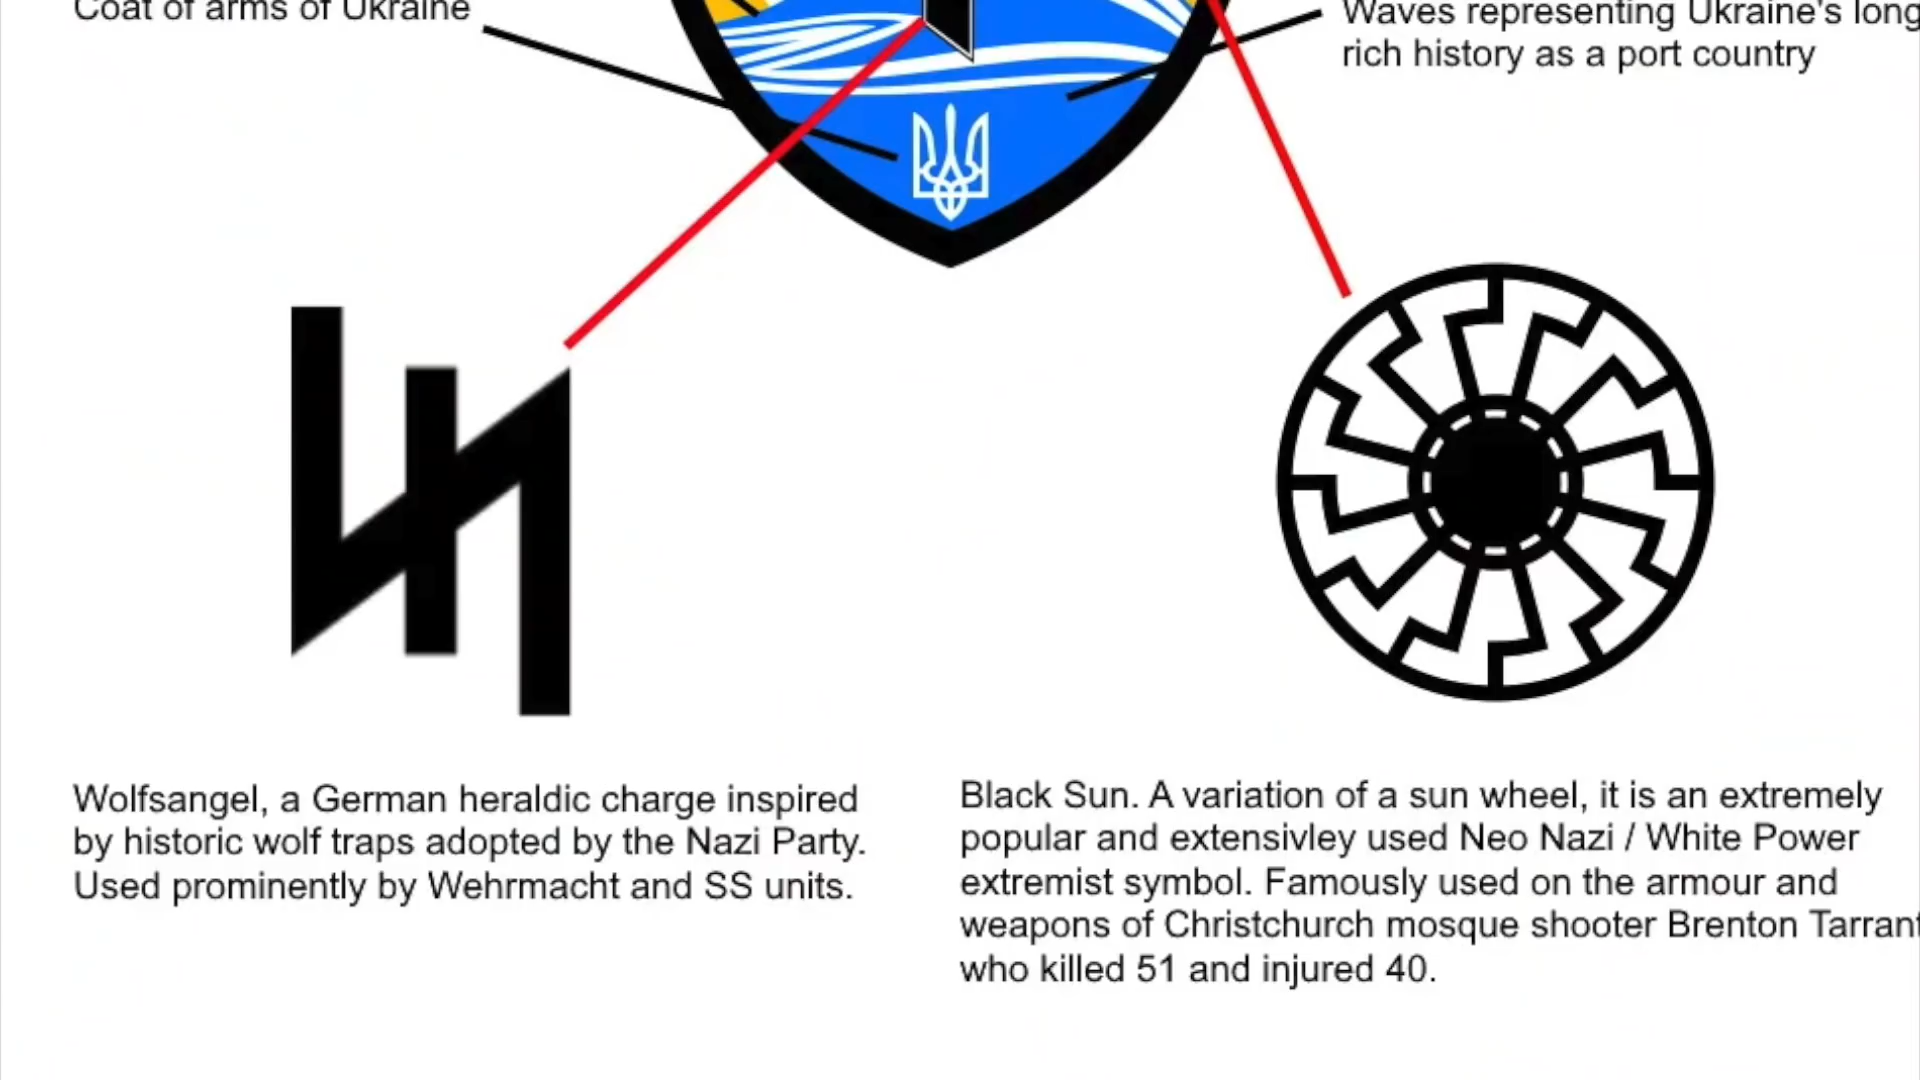 Coat of arms of Ukraine
Waves representing Ukraine's long
rich history as a port country
Wolfsangel, a German heraldic charge inspired
by historic wolf traps adopted by the Nazi Party.
Used prominently by Wehrmacht and SS units.
Black Sun. A variation of a sun wheel, it is an extremely
popular and extensivley used Neo Nazi / White Power
extremist symbol. Famously used on the armour and
weapons of Christchurch mosque shooter Brenton Tarrant
who killed 51 and injured 40.